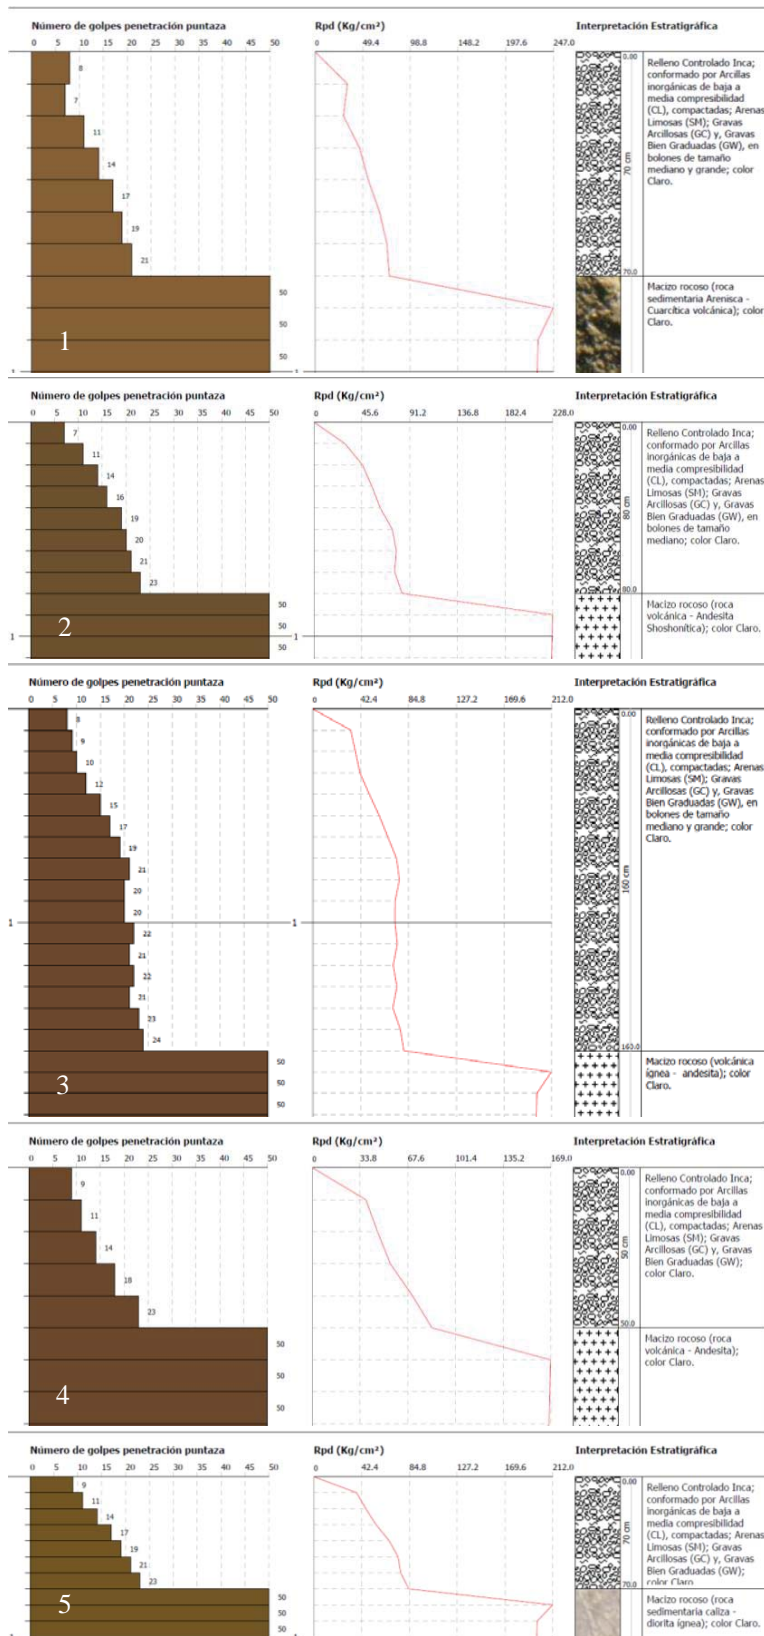 Número de golpes penetración puntaza
Rpd (Kg/cm²)
Interpretación Estratigráfica
0 5 10 15 20 25 30 35 40 45 50
0 49.4 98.8 148.2 197.6 247.0
8
7
11
14
17
19
21
50
50
50
1
1
1
0.00
70 cm
70.0
Relleno Controlado Inca;
conformado por Arcillas
inorgánicas de baja a
media compresibilidad
(CL), compactadas; Arenas
Limosas (SM); Gravas
Arcillosas (GC) y, Gravas
Bien Graduadas (GW), en
bolones de tamaño
mediano y grande; color
Claro.
Macizo rocoso (roca
sedimentaria Arenisca -
Cuarcítica volcánica); color
Claro.
Número de golpes penetración puntaza
Rpd (Kg/cm²)
Interpretación Estratigráfica
0 5 10 15 20 25 30 35 40 45 50
0 45.6 91.2 136.8 182.4 228.0
7
11
14
16
19
20
21
23
50
50
50
2
1
1
0.00
80 cm
80.0
Relleno Controlado Inca;
conformado por Arcillas
inorgánicas de baja a
media compresibilidad
(CL), compactadas; Arenas
Limosas (SM); Gravas
Arcillosas (GC) y, Gravas
Bien Graduadas (GW), en
bolones de tamaño
mediano; color Claro.
Macizo rocoso (roca
volcánica - Andesita
Shoshonítica); color Claro.
Número de golpes penetración puntaza
Rpd (Kg/cm²)
Interpretación Estratigráfica
0 5 10 15 20 25 30 35 40 45 50
0 42.4 84.8 127.2 169.6 212.0
8
9
10
12
15
17
19
21
20
20
22
21
22
21
23
24
50
50
50
3
1
1
0.00
160 cm
160.0
Relleno Controlado Inca;
conformado por Arcillas
inorgánicas de baja a
media compresibilidad
(CL), compactadas; Arenas
Limosas (SM); Gravas
Arcillosas (GC) y, Gravas
Bien Graduadas (GW), en
bolones de tamaño
mediano y grande; color
Claro.
Macizo rocoso (volcánica
ígnea - andesita); color
Claro.
Número de golpes penetración puntaza
Rpd (Kg/cm²)
Interpretación Estratigráfica
0 5 10 15 20 25 30 35 40 45 50
0 33.8 67.6 101.4 135.2 169.0
9
11
14
18
23
50
50
50
4
0.00
50 cm
50.0
Relleno Controlado Inca;
conformado por Arcillas
inorgánicas de baja a
media compresibilidad
(CL), compactadas; Arenas
Limosas (SM); Gravas
Arcillosas (GC) y, Gravas
Bien Graduadas (GW);
color Claro.
Macizo rocoso (roca
volcánica - Andesita);
color Claro.
Número de golpes penetración puntaza
Rpd (Kg/cm²)
Interpretación Estratigráfica
0 5 10 15 20 25 30 35 40 45 50
0 42.4 84.8 127.2 169.6 212.0
9
11
14
17
19
21
23
50
50
50
5
0.00
70 cm
70.0
Relleno Controlado Inca;
conformado por Arcillas
inorgánicas de baja a
media compresibilidad
(CL), compactadas; Arenas
Limosas (SM); Gravas
Arcillosas (GC) y, Gravas
Bien Graduadas (GW);
color Claro
Macizo rocoso (roca
sedimentaria caliza -
diorita ígnea); color Claro.